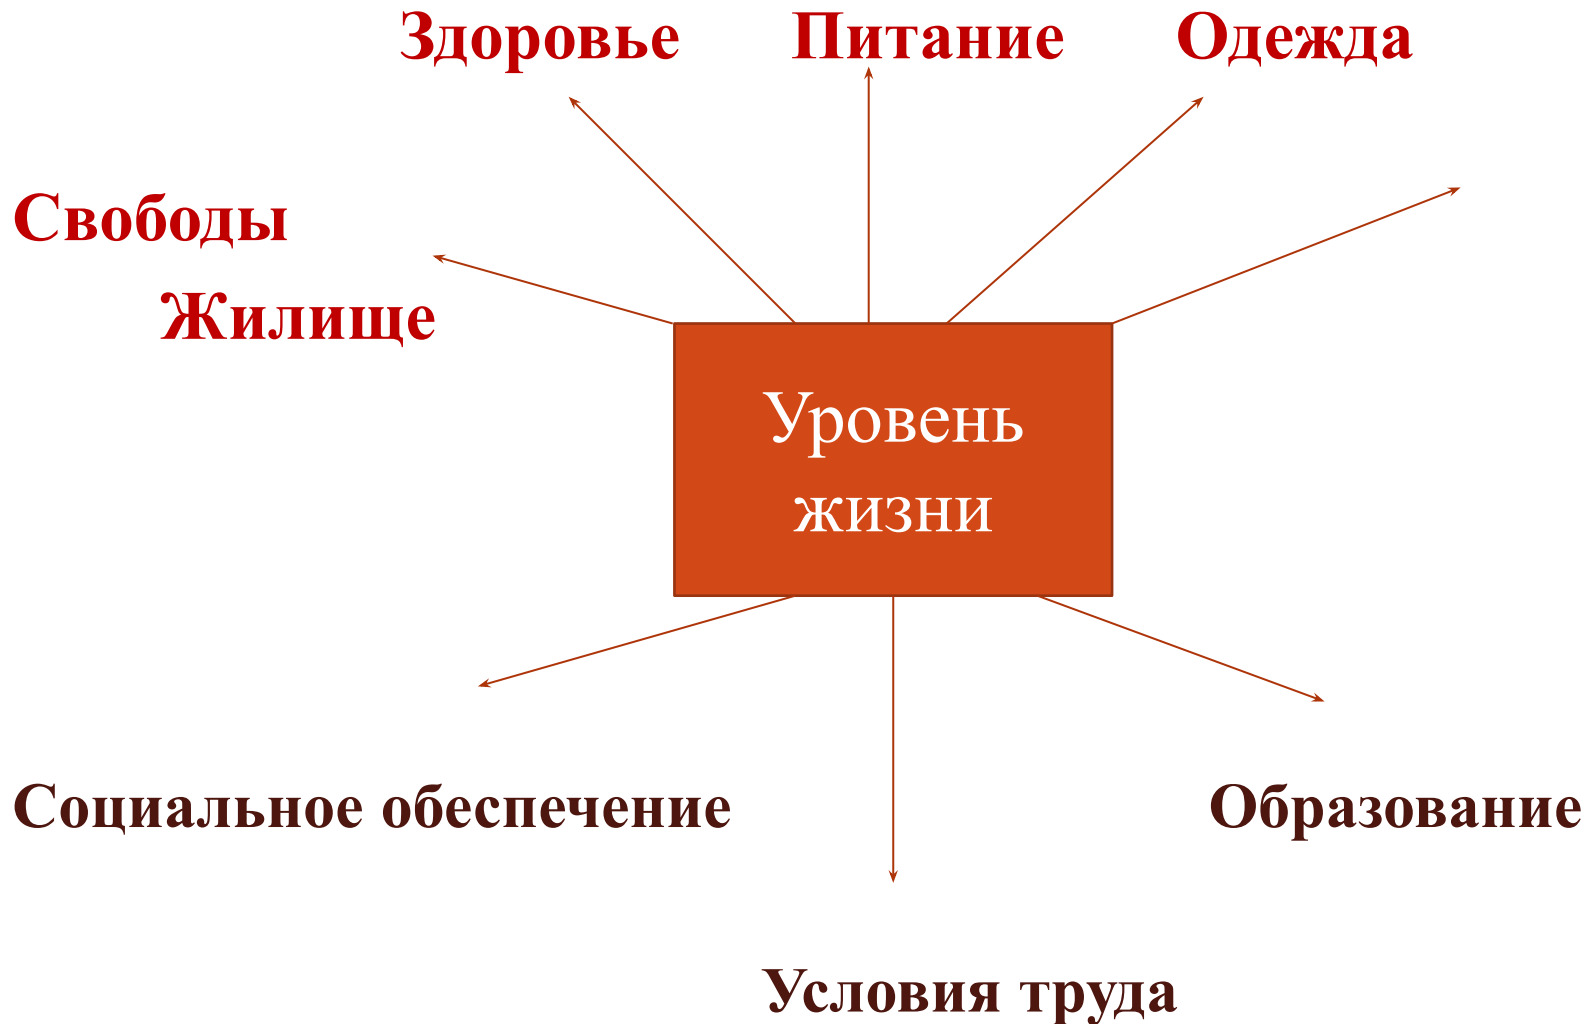 Здоровье Питание Одежда
Свободы
Жилище
Уровень
жизни
Социальное обеспечение
Образование
Условия труда